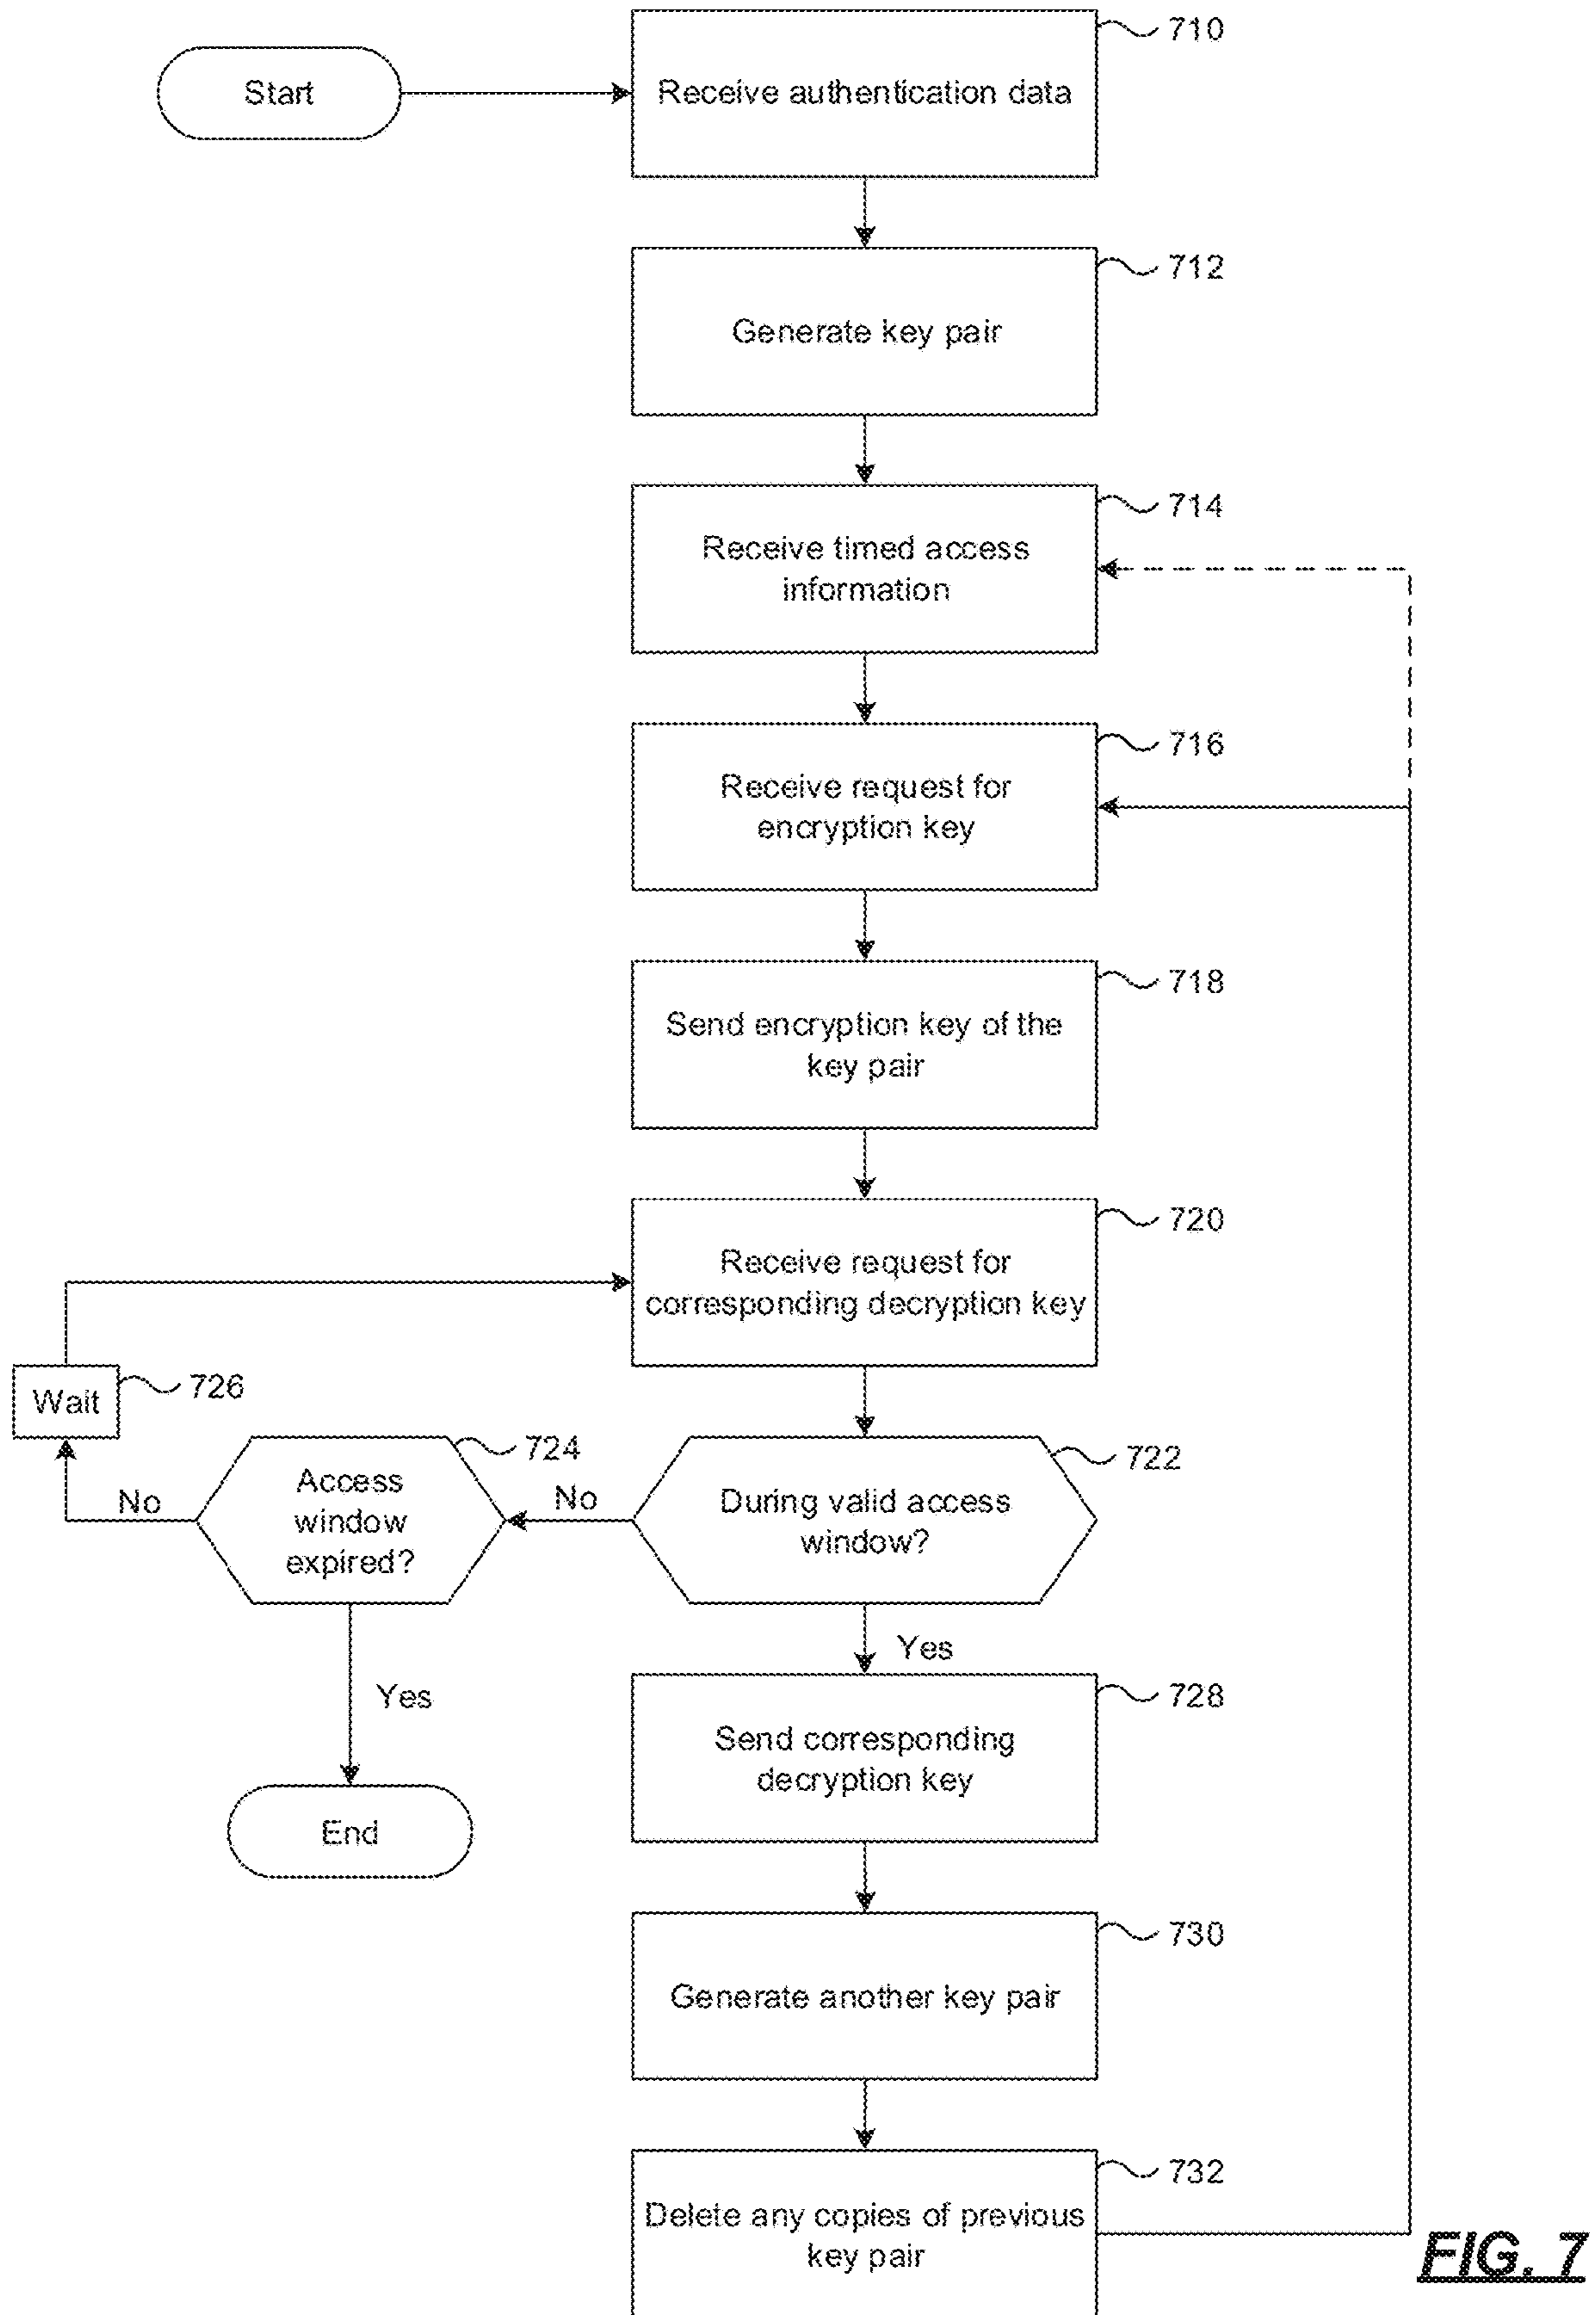 710
Start
Receive authentication data
712
Generate key pair
714
Receive timed access
information
716
Receive request for
encryption key
718
Send encryption key of the
key pair
720
Receive request for
corresponding decryption key
726
Wait
724
722
Access
window
expired?
No
No
During valid access
window?
Yes
Yes
728
Send corresponding
decryption key
End
730
Generate another key pair
732
Delete any copies of previous
key pair
FIG. 7